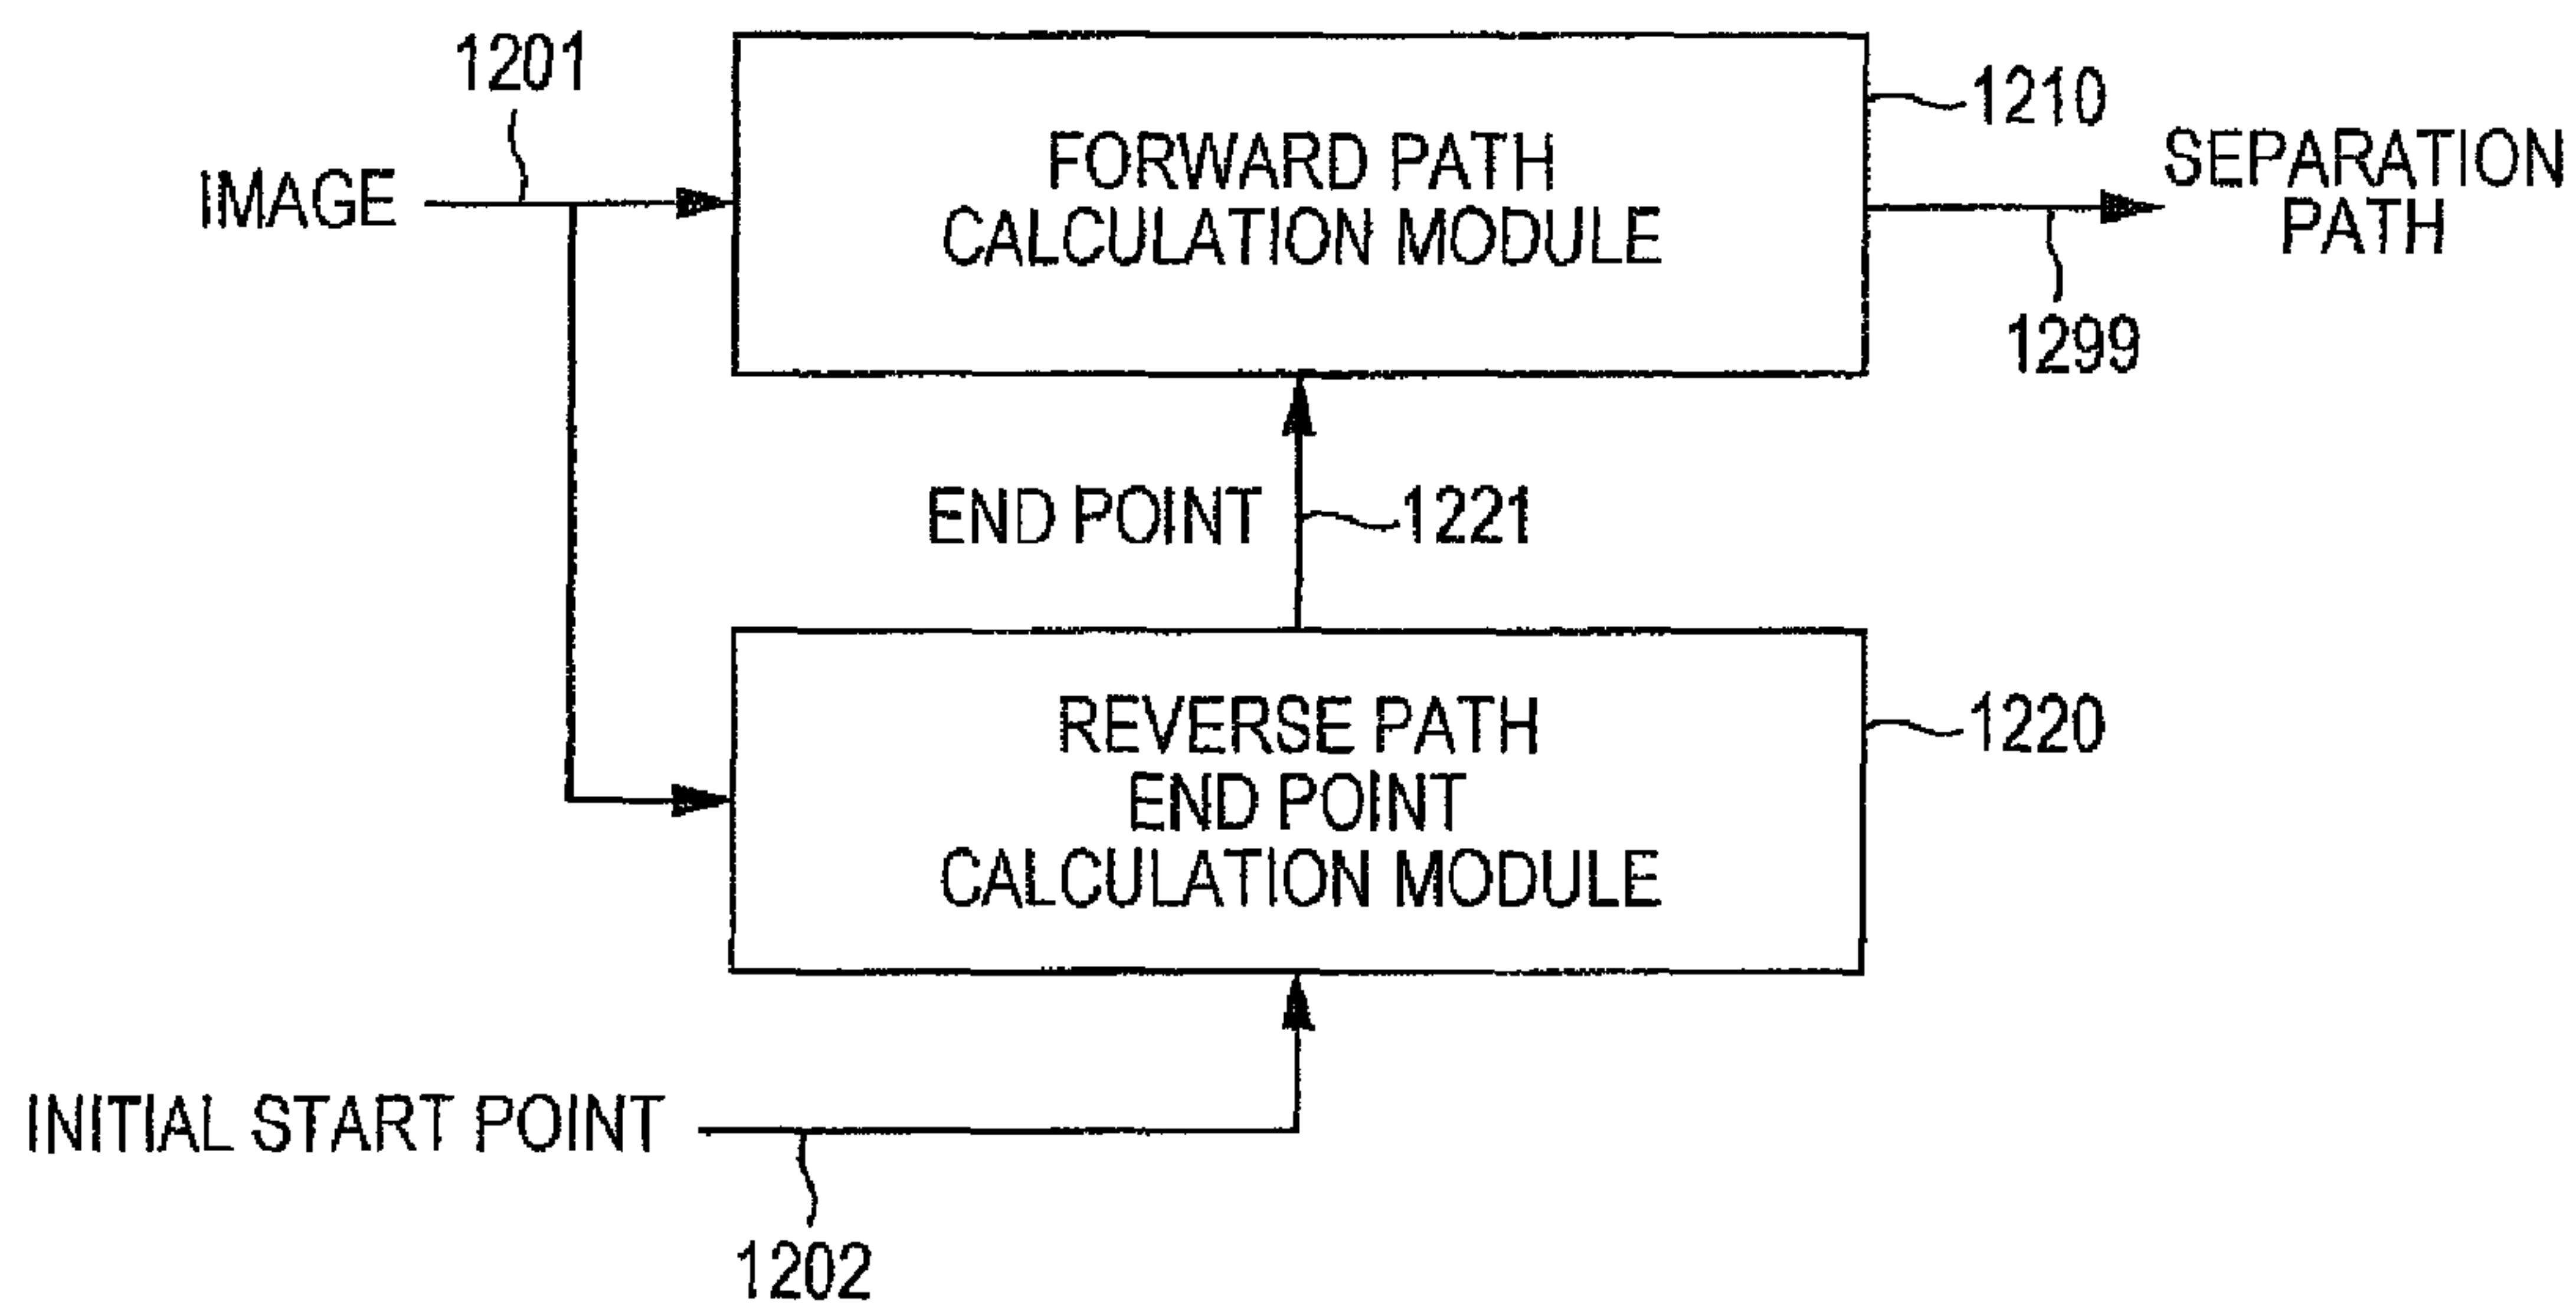 1201
IMAGE
FORWARD PATH
CALCULATION MODULE
1210
SEPARATION
PATH
1299
END POINT
1221
REVERSE PATH
END POINT
CALCULATION MODULE
1220
INITIAL START POINT
1202